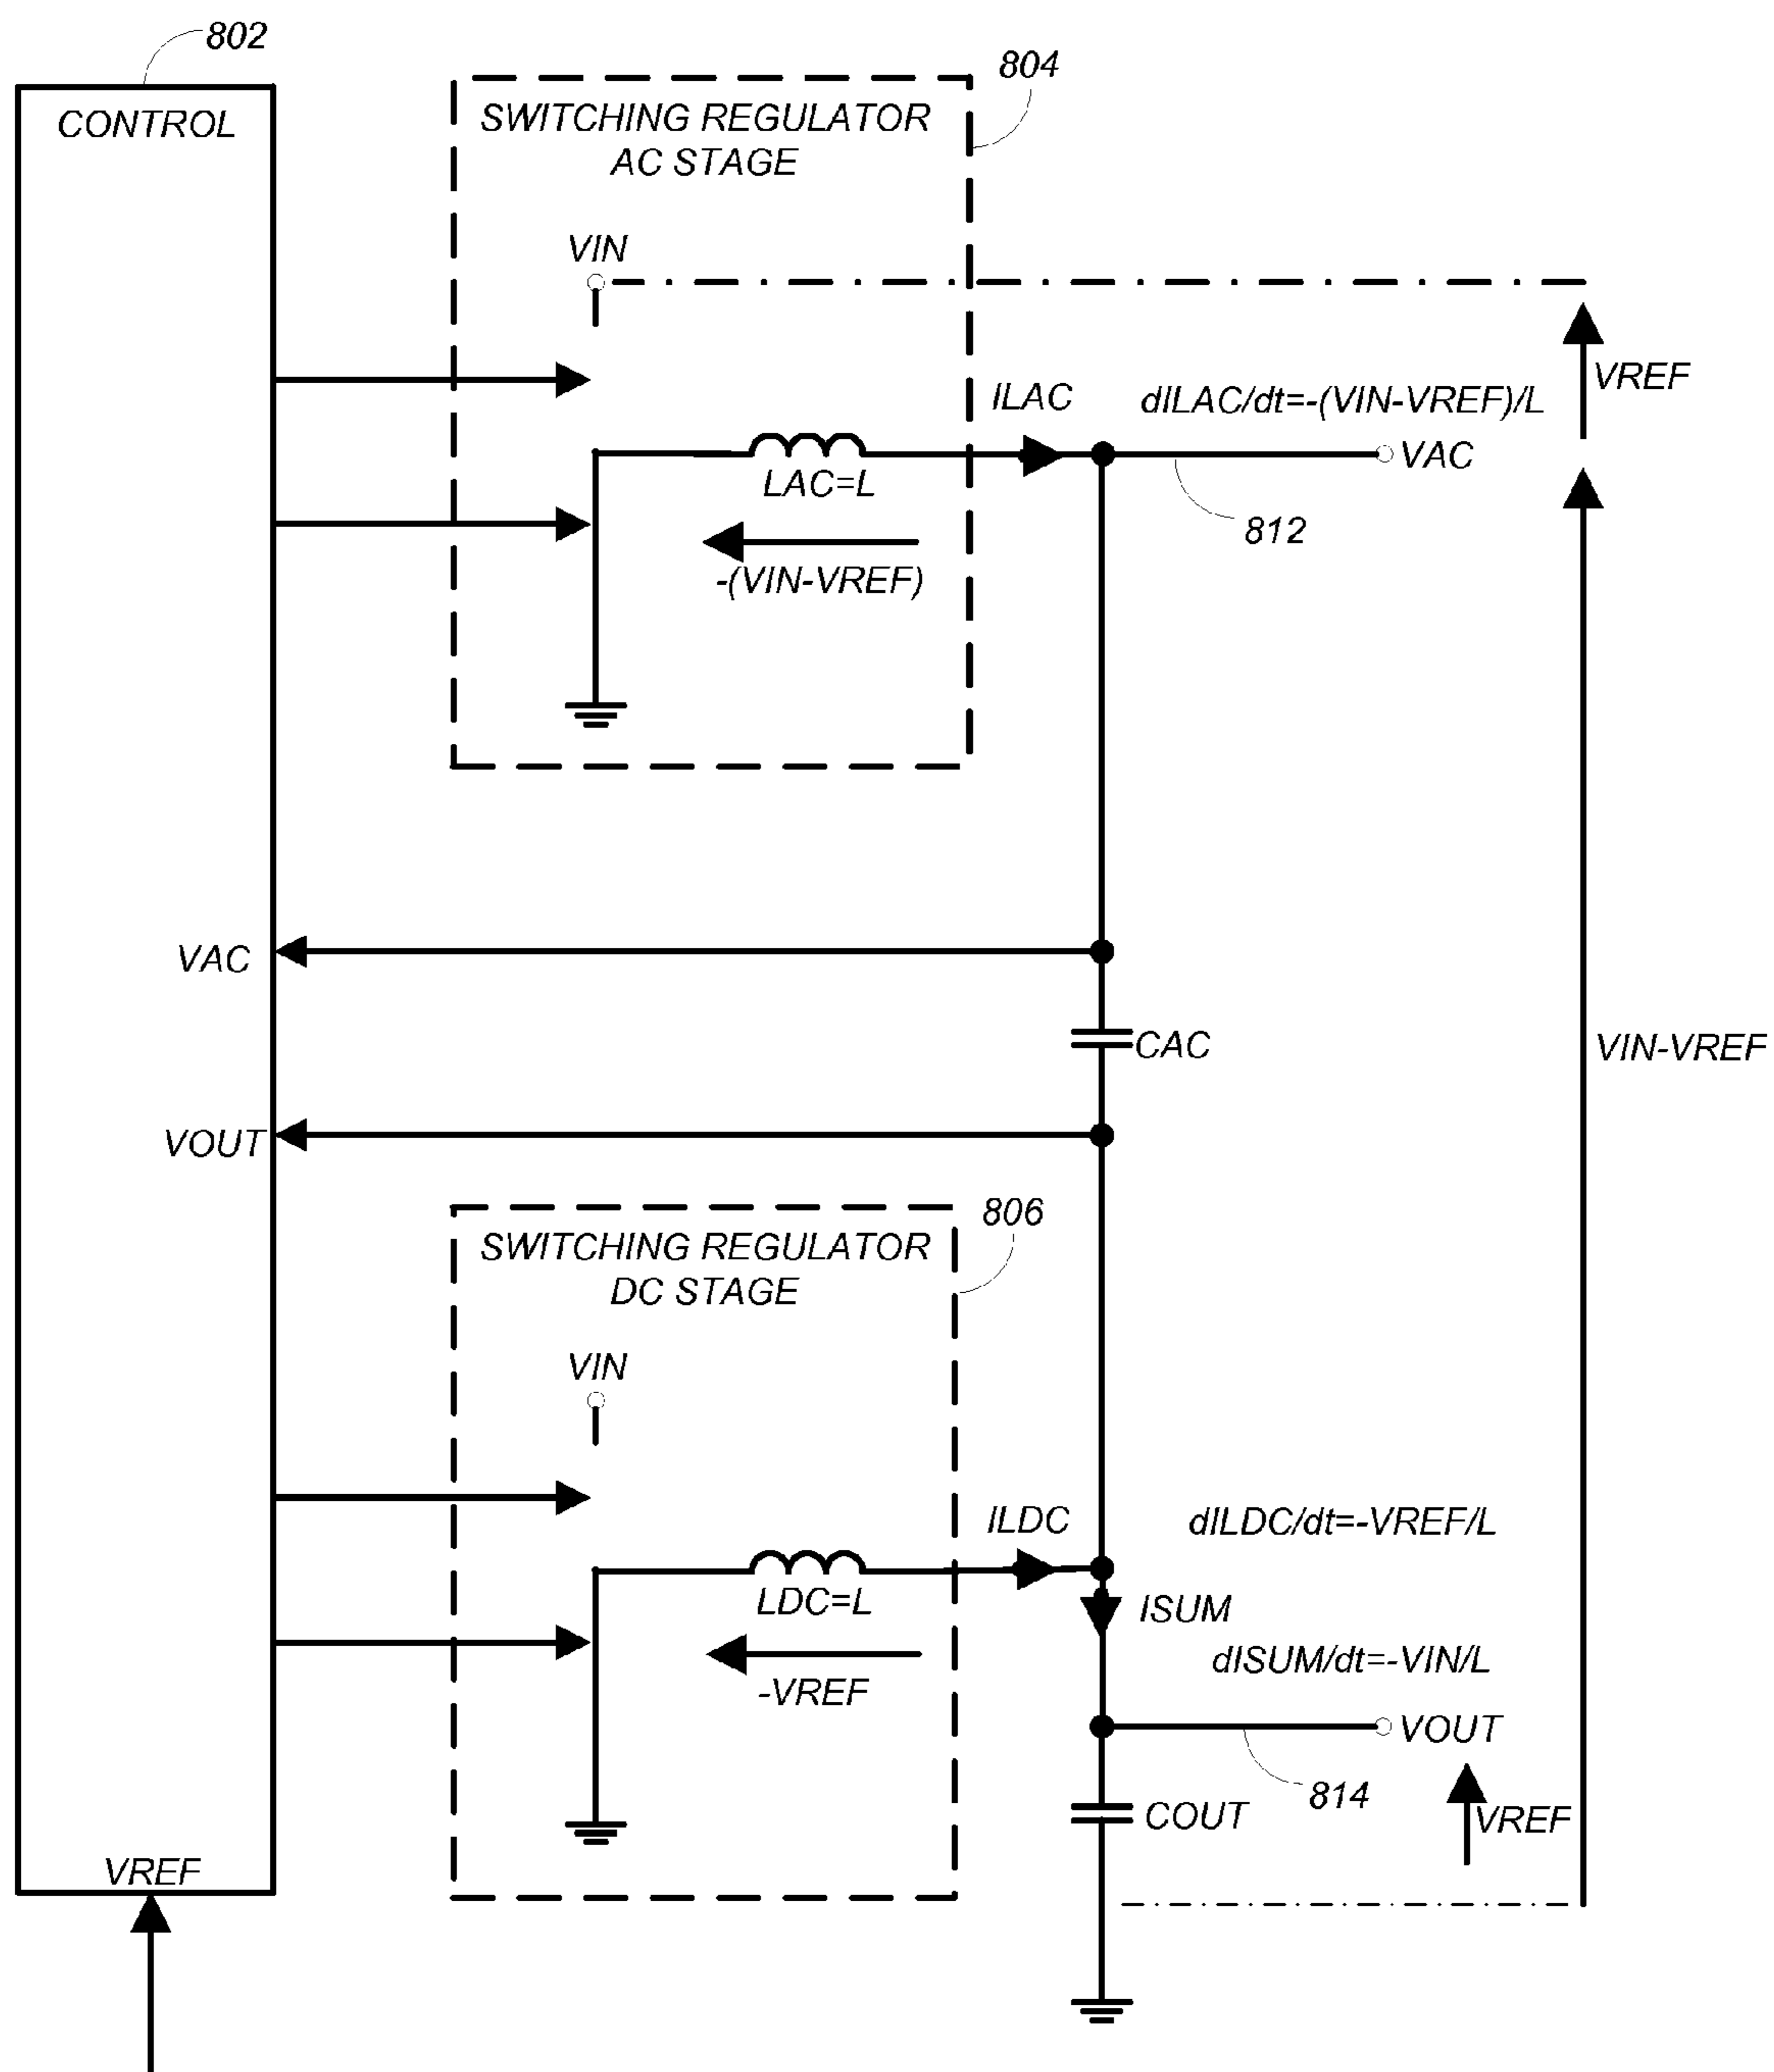 802
CONTROL
804
SWITCHING REGULATOR
AC STAGE
VIN
VREF
ILAC
dILAC/dt=-(VIN-VREF)/L
VAC
LAC=L
812
-(VIN-VREF)
VAC
CAC
VIN-VREF
VOUT
806
SWITCHING REGULATOR
DC STAGE
VIN
ILDC
dILDC/dt=-VREF/L
LDC=L
ISUM
dISUM/dt=-VIN/L
-VREF
VOUT
814
COUT
VREF
VREF